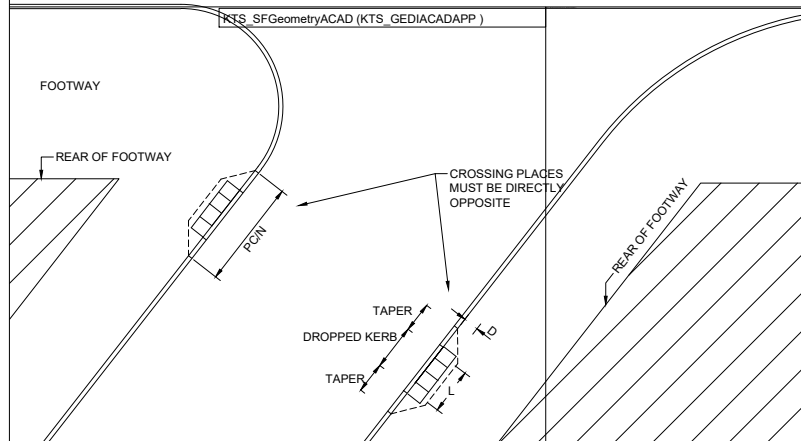 KTS_SFGeometryACAD (KTS_GEDIACADAPP )
FOOTWAY
REAR OF FOOTWAY
CROSSING PLACES
MUST BE DIRECTLY
OPPOSITE
PC/N
REAR OF FOOTWAY
TAPER
DROPPED KERB
TAPER
D
L